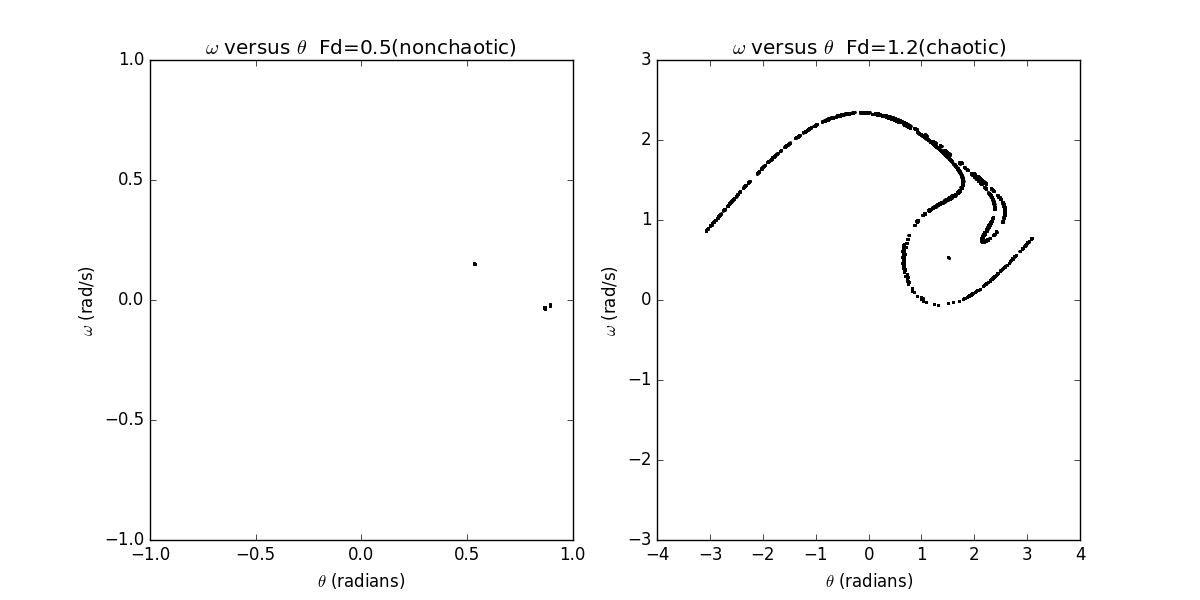 ω versus θ  Fd=0.5(nonchaotic)
1.0
0.5
0.0
−0.5
−1.0
ω (rad/s)
−1.0 −0.5 0.0 0.5 1.0
θ (radians)
ω versus θ  Fd=1.2(chaotic)
3
2
1
0
−1
−2
−3
ω (rad/s)
−4 −3 −2 −1 0 1 2 3 4
θ (radians)